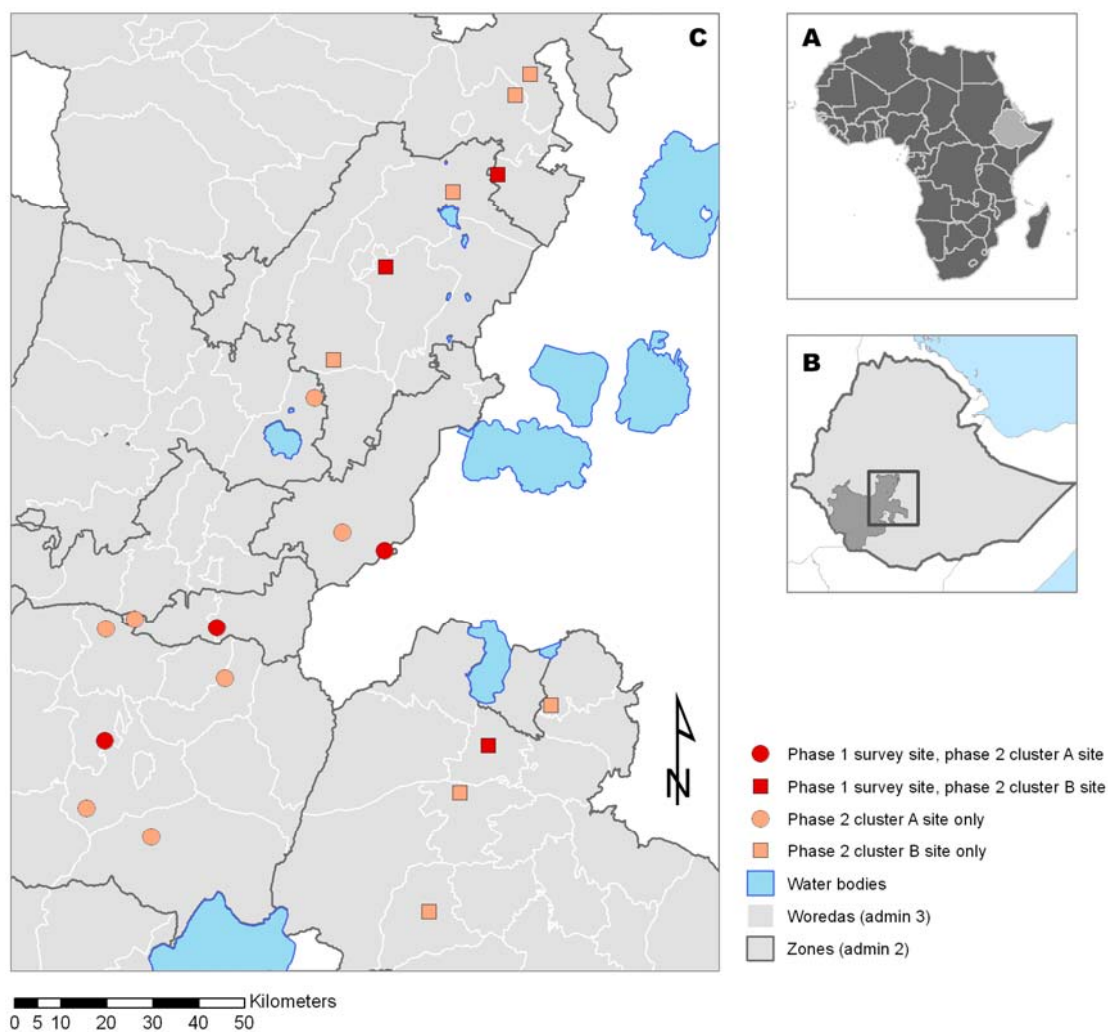 C
A
B
N
Phase 1 survey site, phase 2 cluster A site
Phase 1 survey site, phase 2 cluster B site
Phase 2 cluster A site only
Phase 2 cluster B site only
Water bodies
Woredas (admin 3)
Zones (admin 2)
Kilometers
0 5 10 20 30 40 50